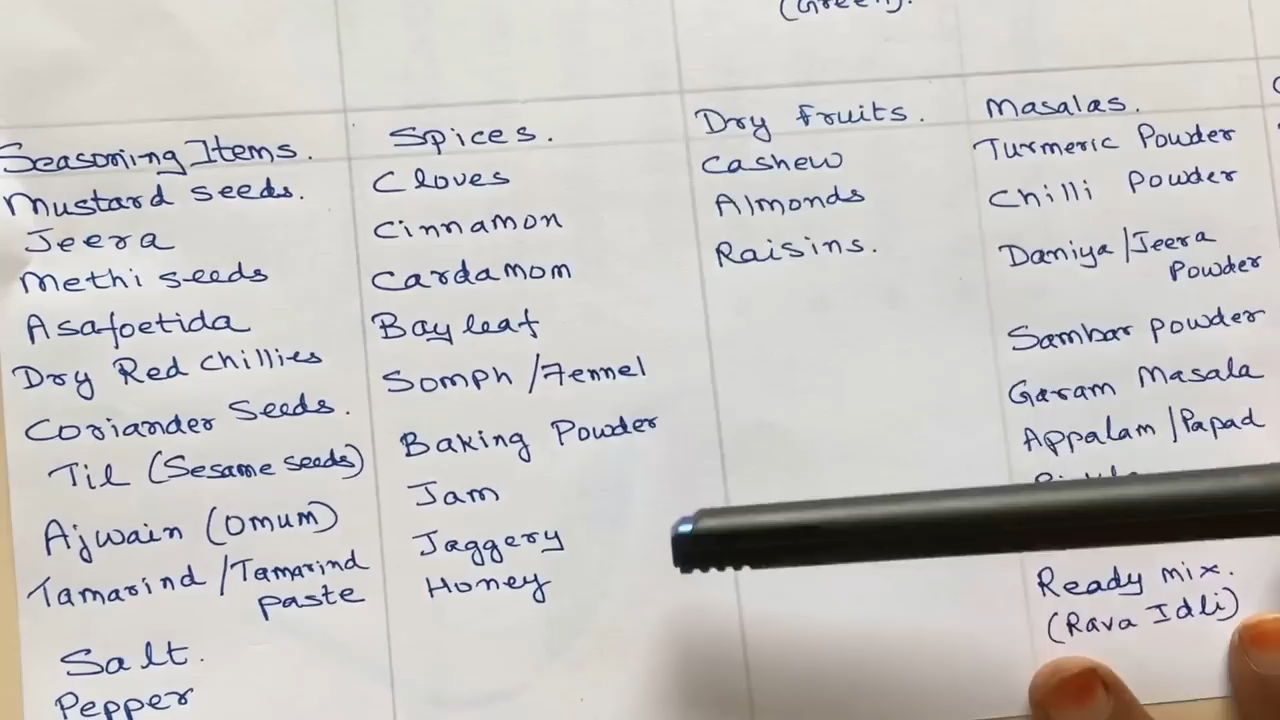 (Green).
Seasoning Items.
Mustard seeds.
Jeera
Methi seeds
Asafoetida
Dry Red Chillies
Coriander Seeds.
Til (Sesame seeds)
Ajwain (Omum)
Tamarind / Tamarind
paste
Salt.
Pepper
Spices.
Cloves
Cinnamon
Cardamom
Bay leaf
Somph / Fennel
Baking Powder
Jam
Jaggery
Honey
Dry Fruits.
Cashew
Almonds
Raisins.
Masalas.
Turmeric Powder
Chilli Powder
Daniya / Jeera
Powder
Sambar powder
Garam Masala
Appalam / Papad
Ready mix.
(Rava Idli)